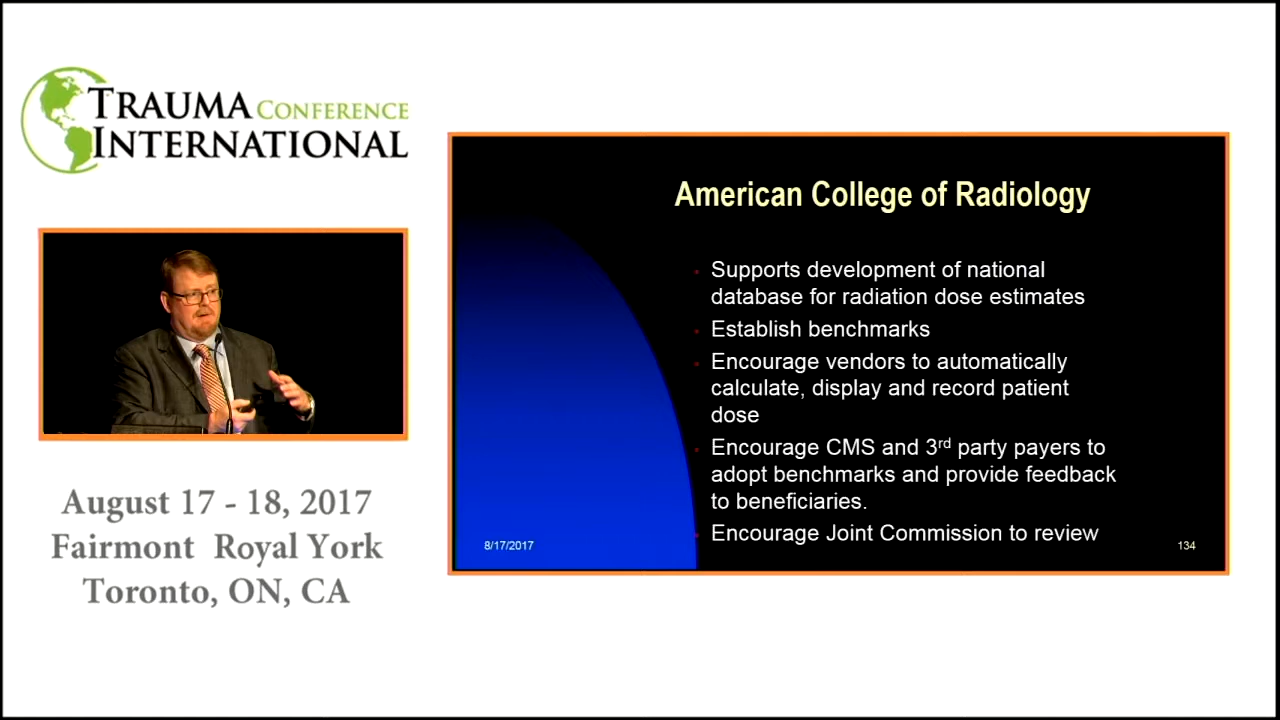 TRAUMA CONFERENCE
INTERNATIONAL
August 17 - 18, 2017
Fairmont Royal York
Toronto, ON, CA
American College of Radiology
Supports development of national
database for radiation dose estimates
Establish benchmarks
Encourage vendors to automatically
calculate, display and record patient
dose
Encourage CMS and 3rd party payers to
adopt benchmarks and provide feedback
to beneficiaries.
Encourage Joint Commission to review
8/17/2017
134